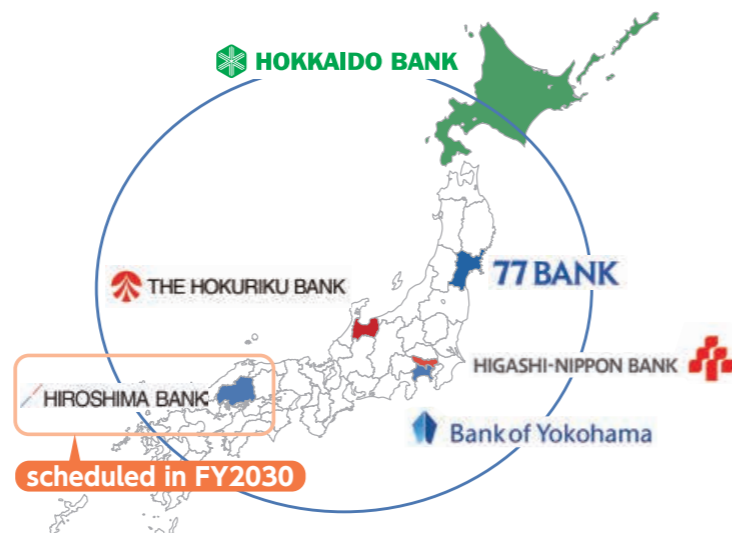 HOKKAIDO BANK
THE HOKURIKU BANK
77 BANK
HIGASHI-NIPPON BANK
HIROSHIMA BANK
Bank of Yokohama
scheduled in FY2030